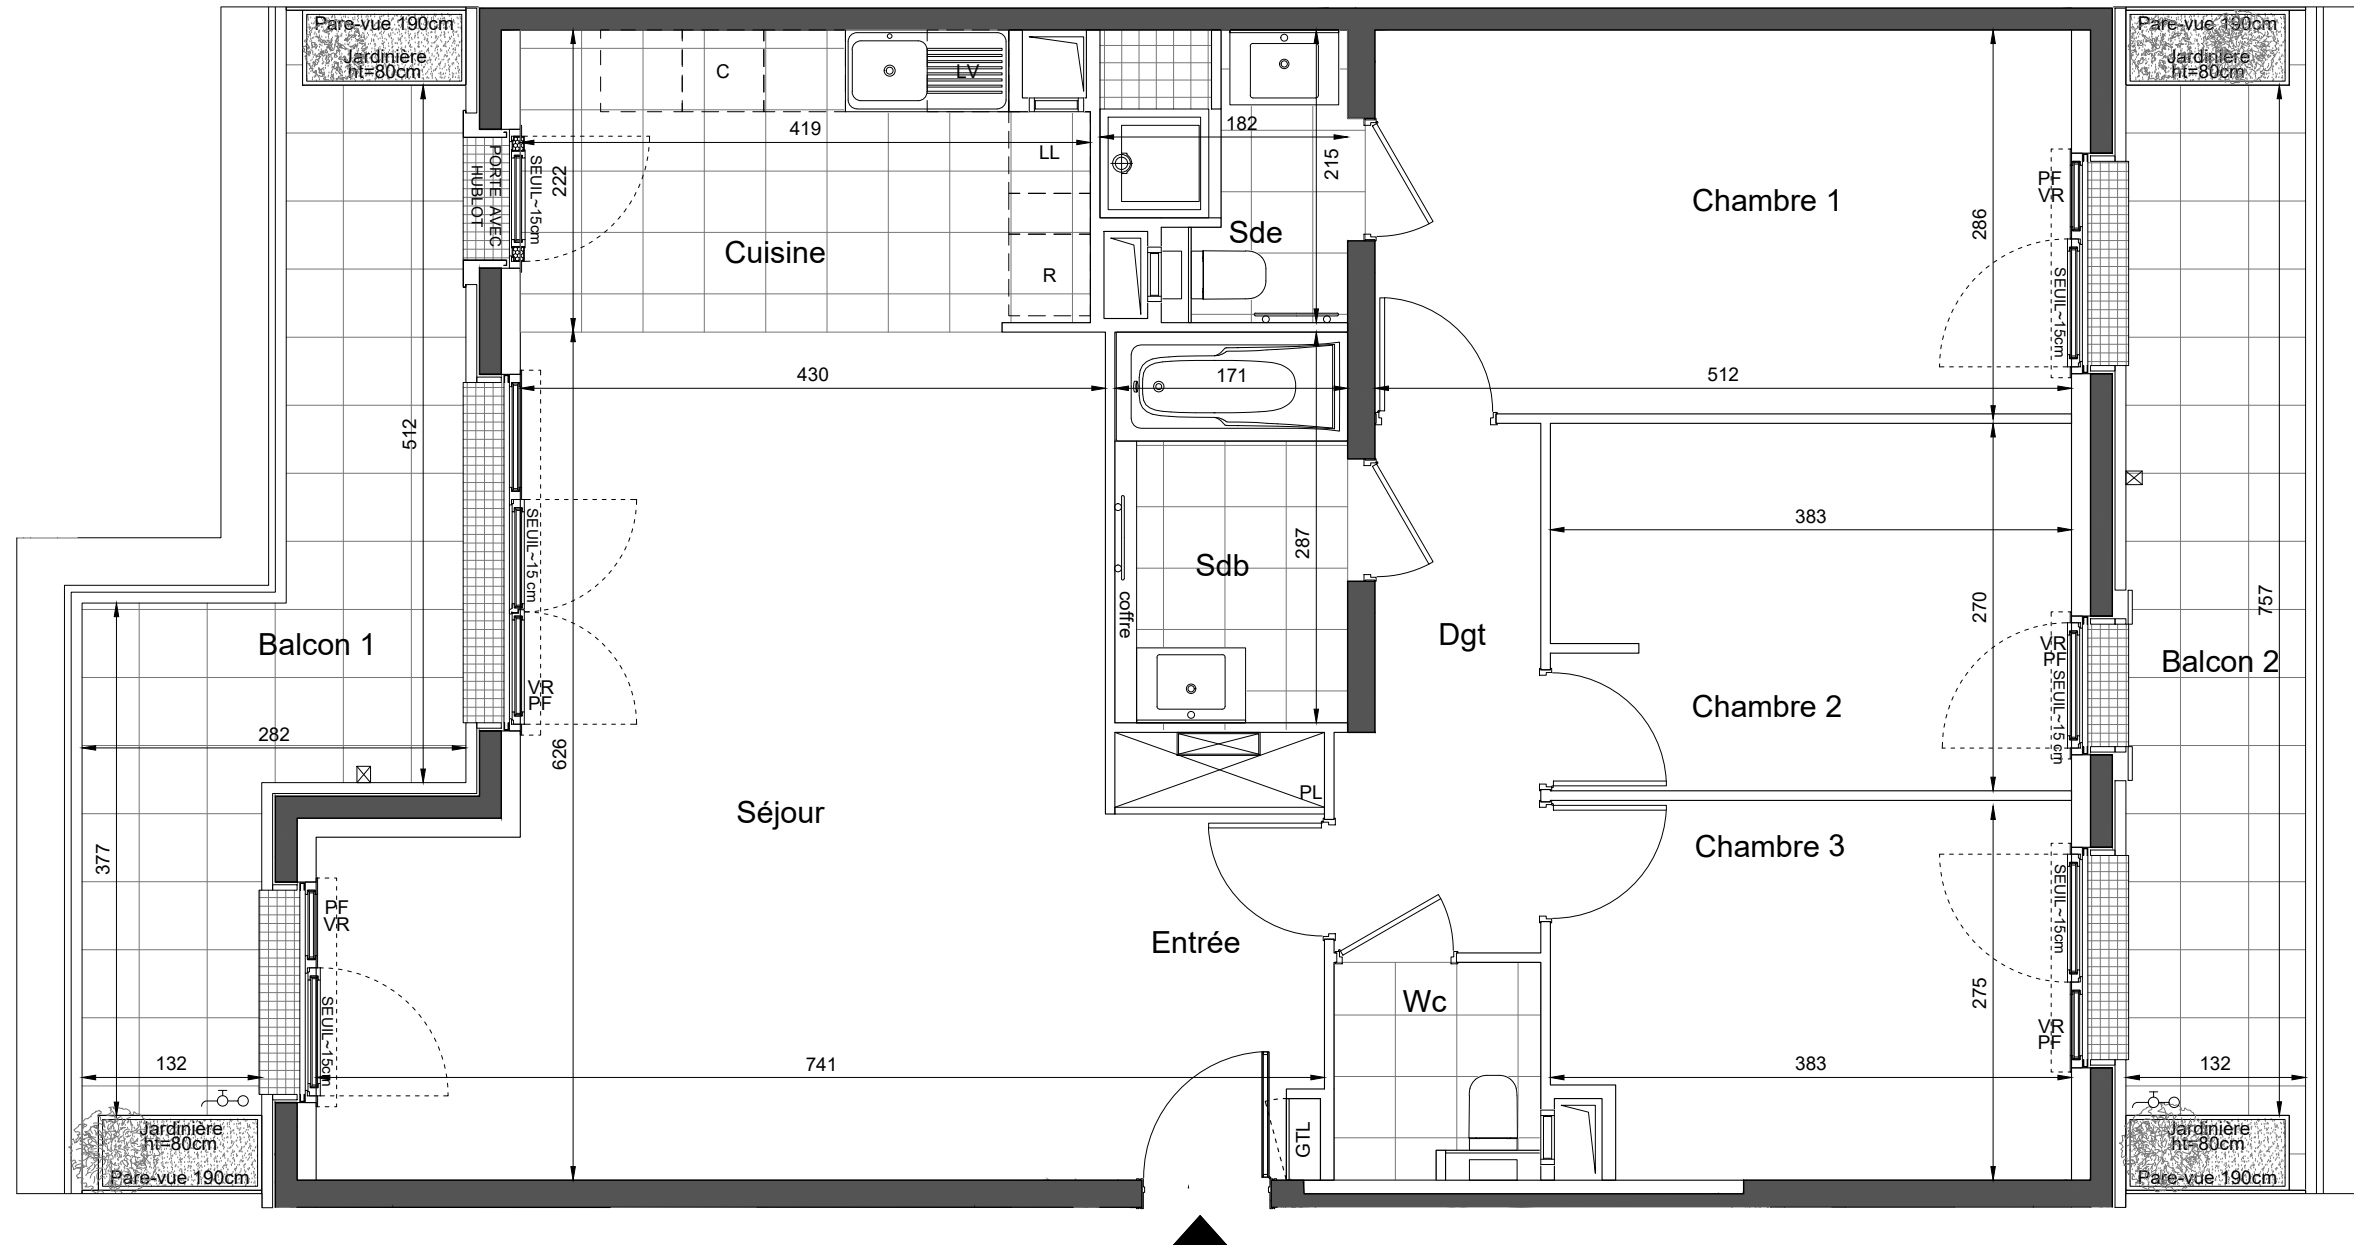 Pare-vue 190cm
Jardinière
ht=80cm
Pare-vue 190cm
Jardinière
ht=80cm
C
LV
419
182
LL
215
222
SEUIL~15cm
PORTE AVEC
HUBLOT
R
Cuisine
Sde
Chambre 1
286
PF
VR
SEUIL~15cm
430
171
512
512
SEUIL~15 cm
383
287
Sdb
coffre
Dgt
270
757
VR
PF
SEUIL~15 cm
Balcon 1
Balcon 2
VR
PF
Chambre 2
282
626
PL
Séjour
Chambre 3
377
SEUIL~15cm
PF
VR
SEUIL~15cm
Entrée
Wc
275
VR
PF
132
741
383
132
GTL
Jardinière
ht=80cm
Pare-vue 190cm
Jardinière
ht=80cm
Pare-vue 190cm